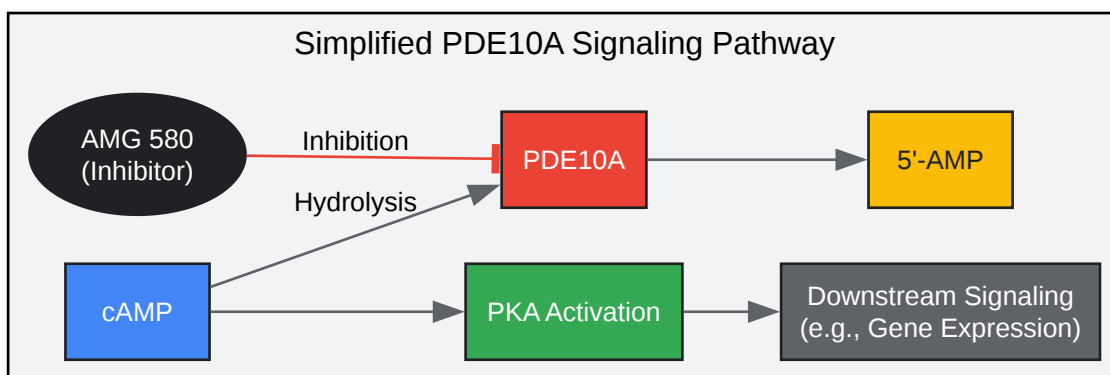 Simplified PDE10A Signaling Pathway
AMG 580
(Inhibitor)
Inhibition
PDE10A
5'-AMP
Hydrolysis
cAMP
PKA Activation
Downstream Signaling
(e.g., Gene Expression)